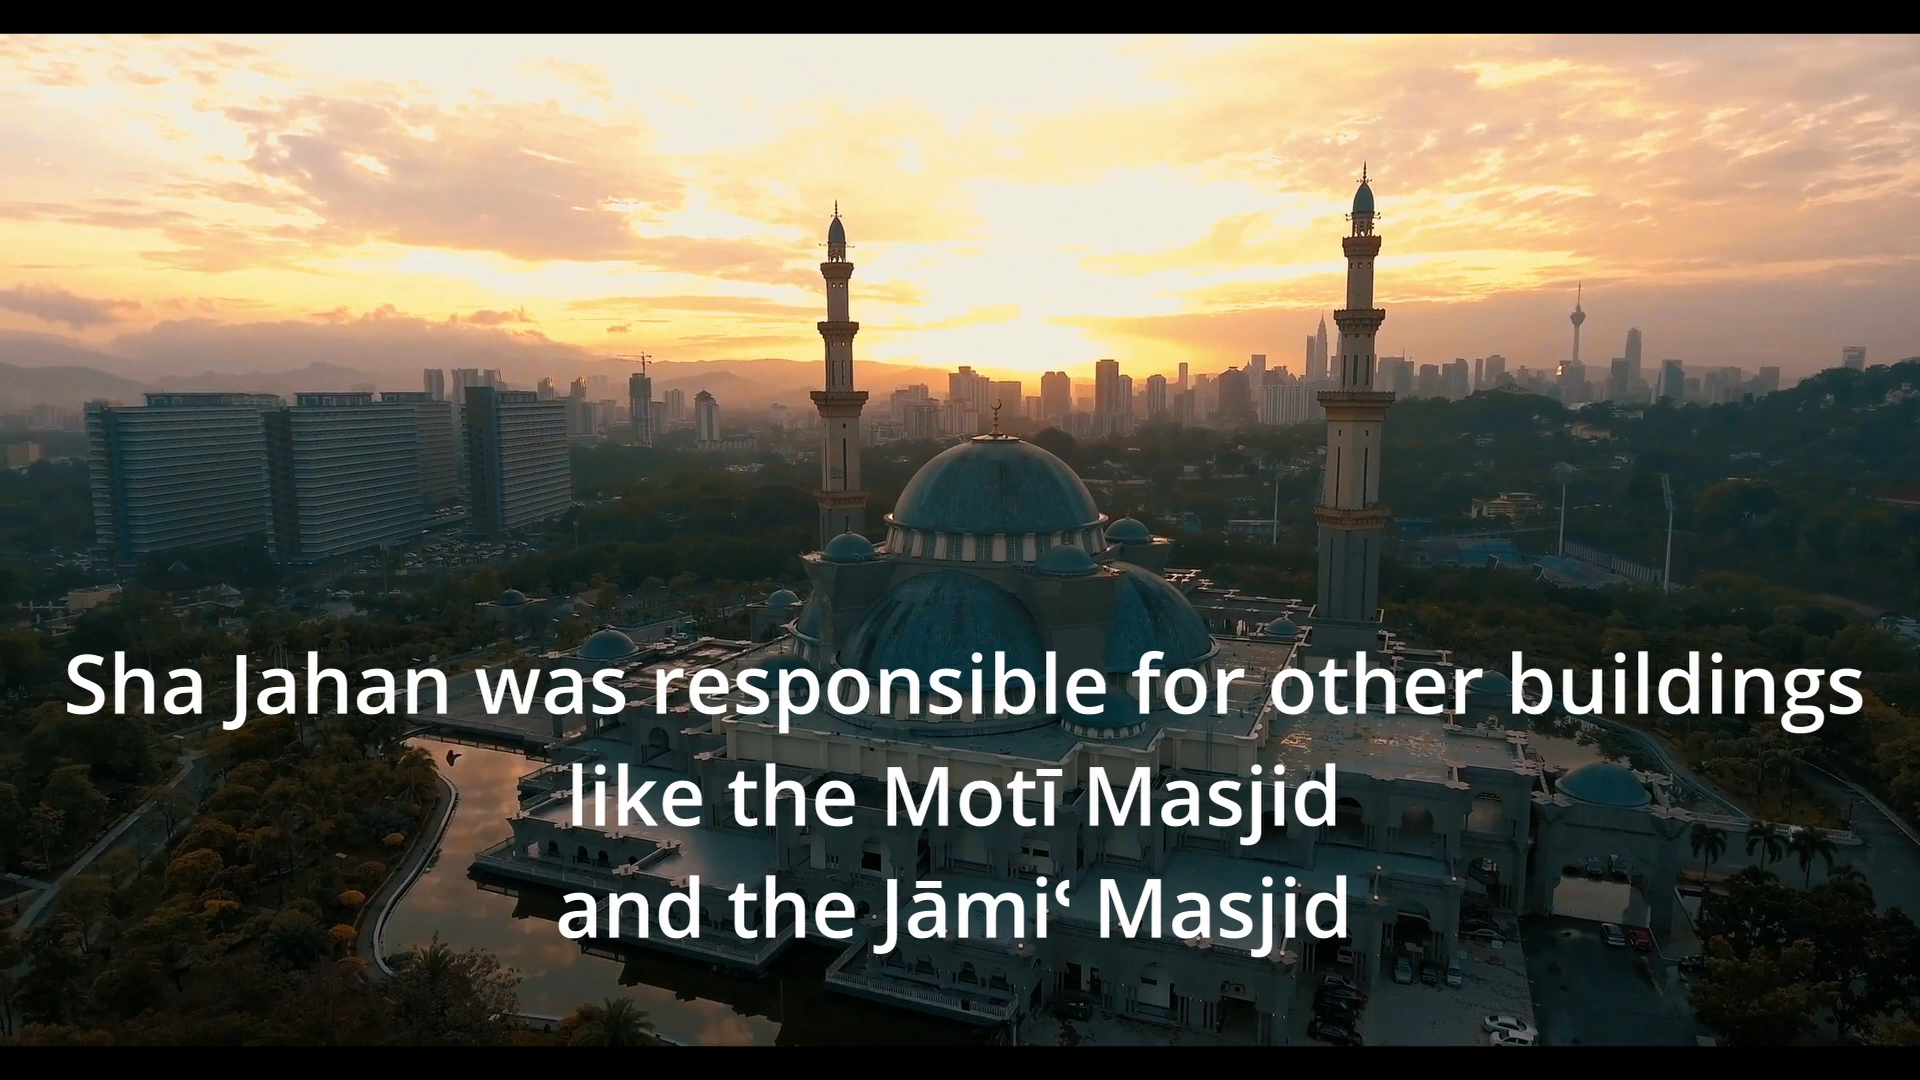 Sha Jahan was responsible for other buildings
like the Motī Masjid
and the Jāmiʿ Masjid